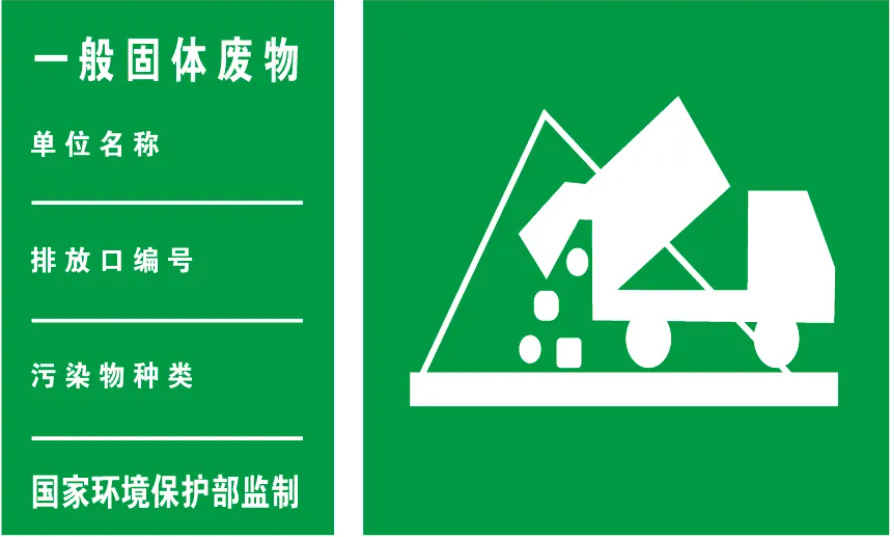 一般固体废物
单位名称
排放口编号
污染物种类
国家环境保护部监制